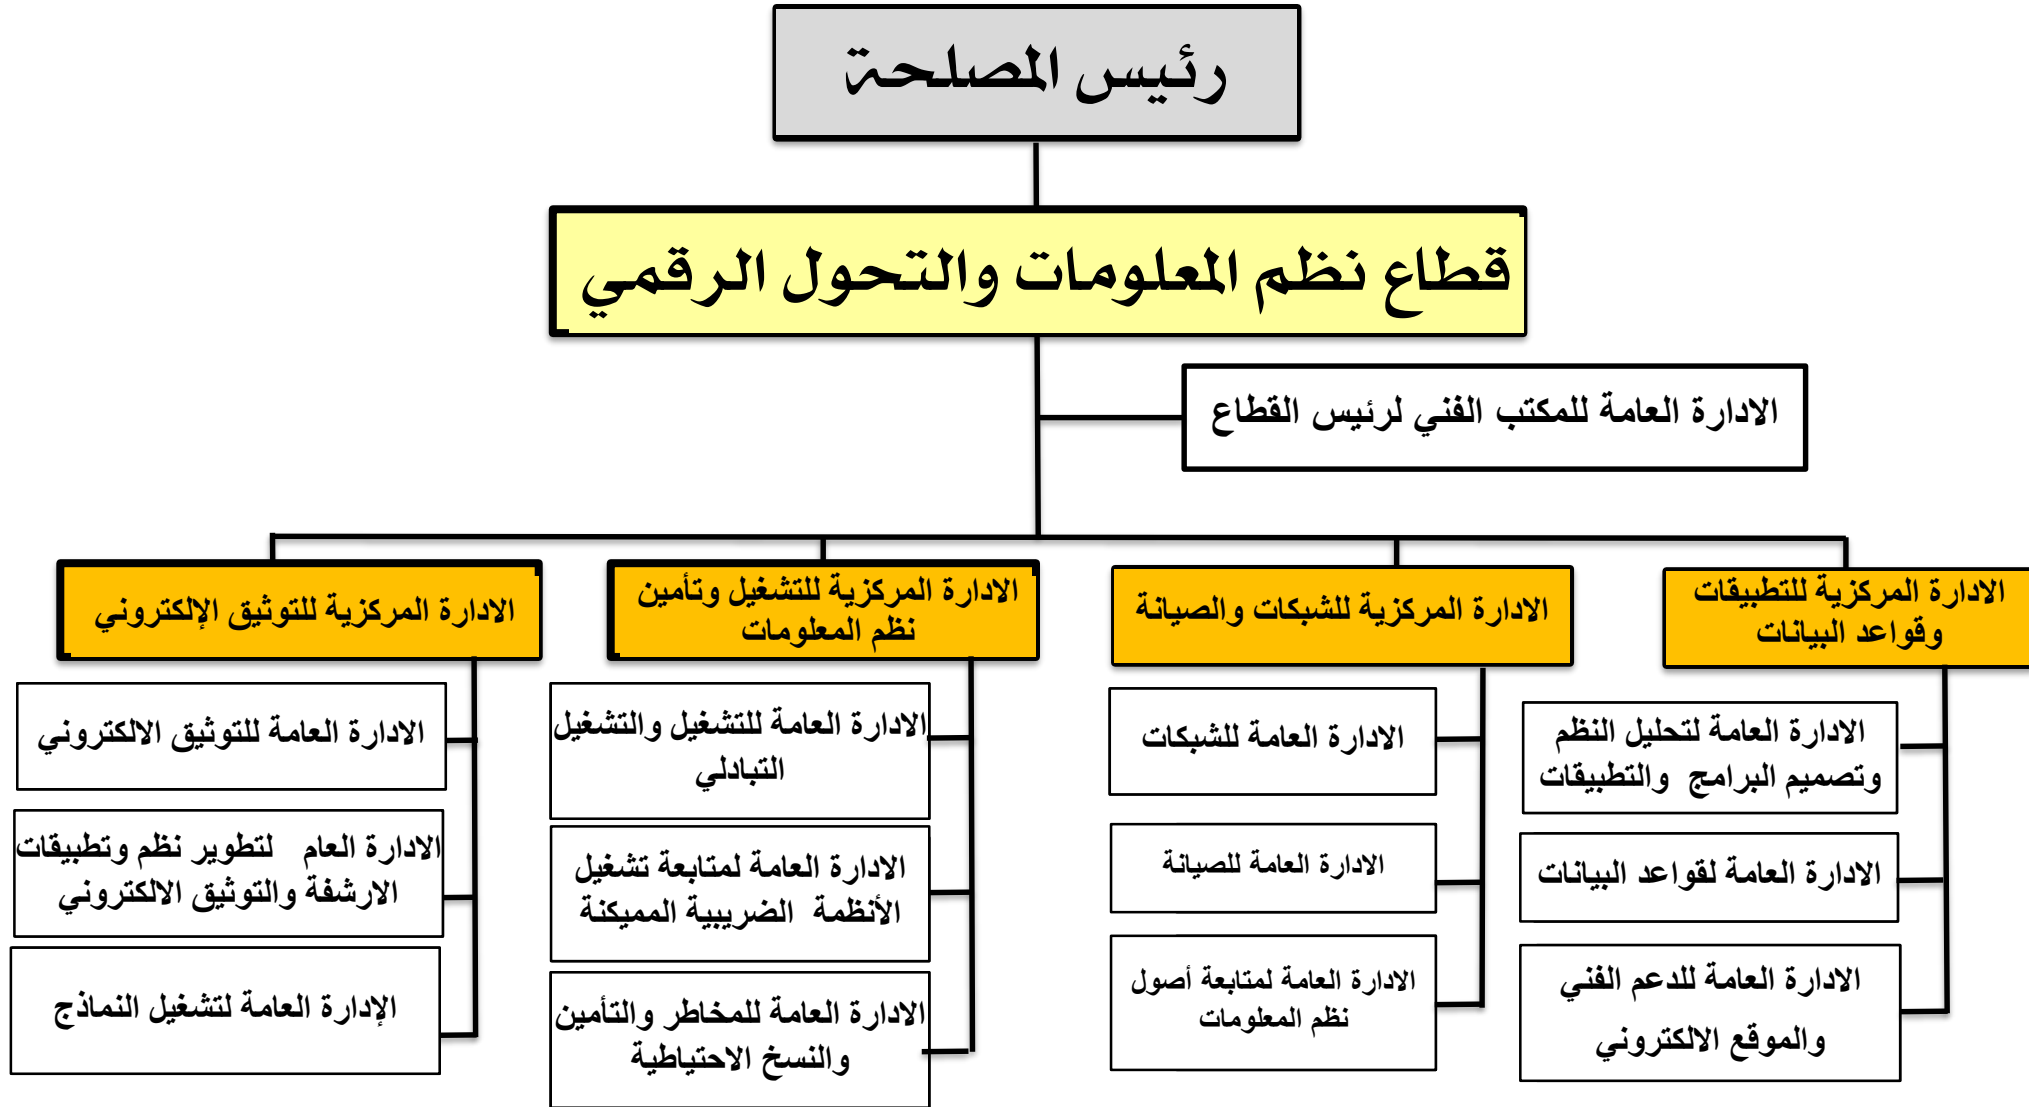 رئيس المصلحة
قطاع نظم المعلومات والتحول الرقمي
الادارة العامة للمكتب الفني لرئيس القطاع
الادارة المركزية للتطبيقات
وقواعد البيانات
الادارة العامة لتحليل النظم
وتصميم البرامج والتطبيقات
الادارة العامة لقواعد البيانات
الادارة العامة للدعم الفني
والموقع الالكتروني
الادارة المركزية للشبكات والصيانة
الادارة العامة للشبكات
الادارة العامة للصيانة
الادارة العامة لمتابعة أصول
نظم المعلومات
الادارة المركزية للتشغيل وتأمين
نظم المعلومات
الادارة العامة للتشغيل والتشغيل
التبادلي
الادارة العامة لمتابعة تشغيل
الأنظمة الضريبية المميكنة
الادارة العامة للمخاطر والتأمين
والنسخ الاحتياطية
الادارة المركزية للتوثيق الإلكتروني
الادارة العامة للتوثيق الالكتروني
الادارة العام لتطوير نظم وتطبيقات
الارشفة والتوثيق الالكتروني
الإدارة العامة لتشغيل النماذج